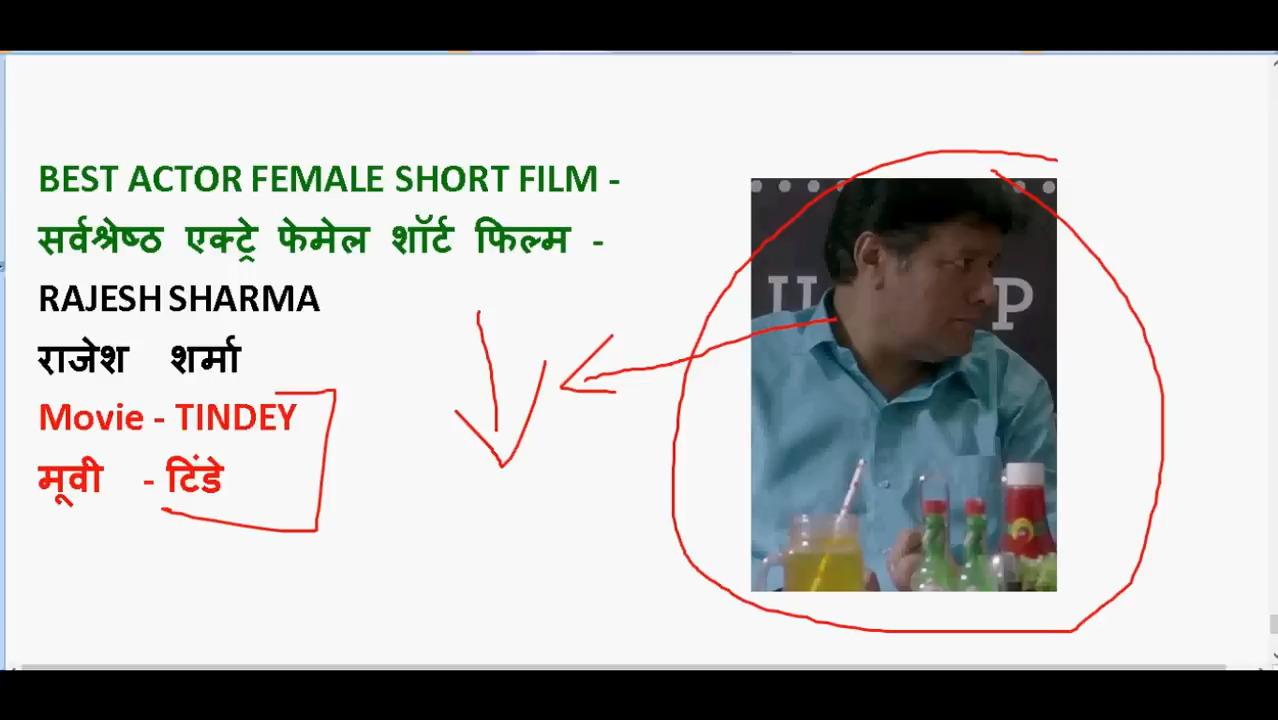 BEST ACTOR FEMALE SHORT FILM -
सर्वश्रेष्ठ एक्ट्रे फेमेल शॉर्ट फिल्म -
RAJESH SHARMA
राजेश शर्मा
Movie - TINDEY
मूवी - टिंडे
U P